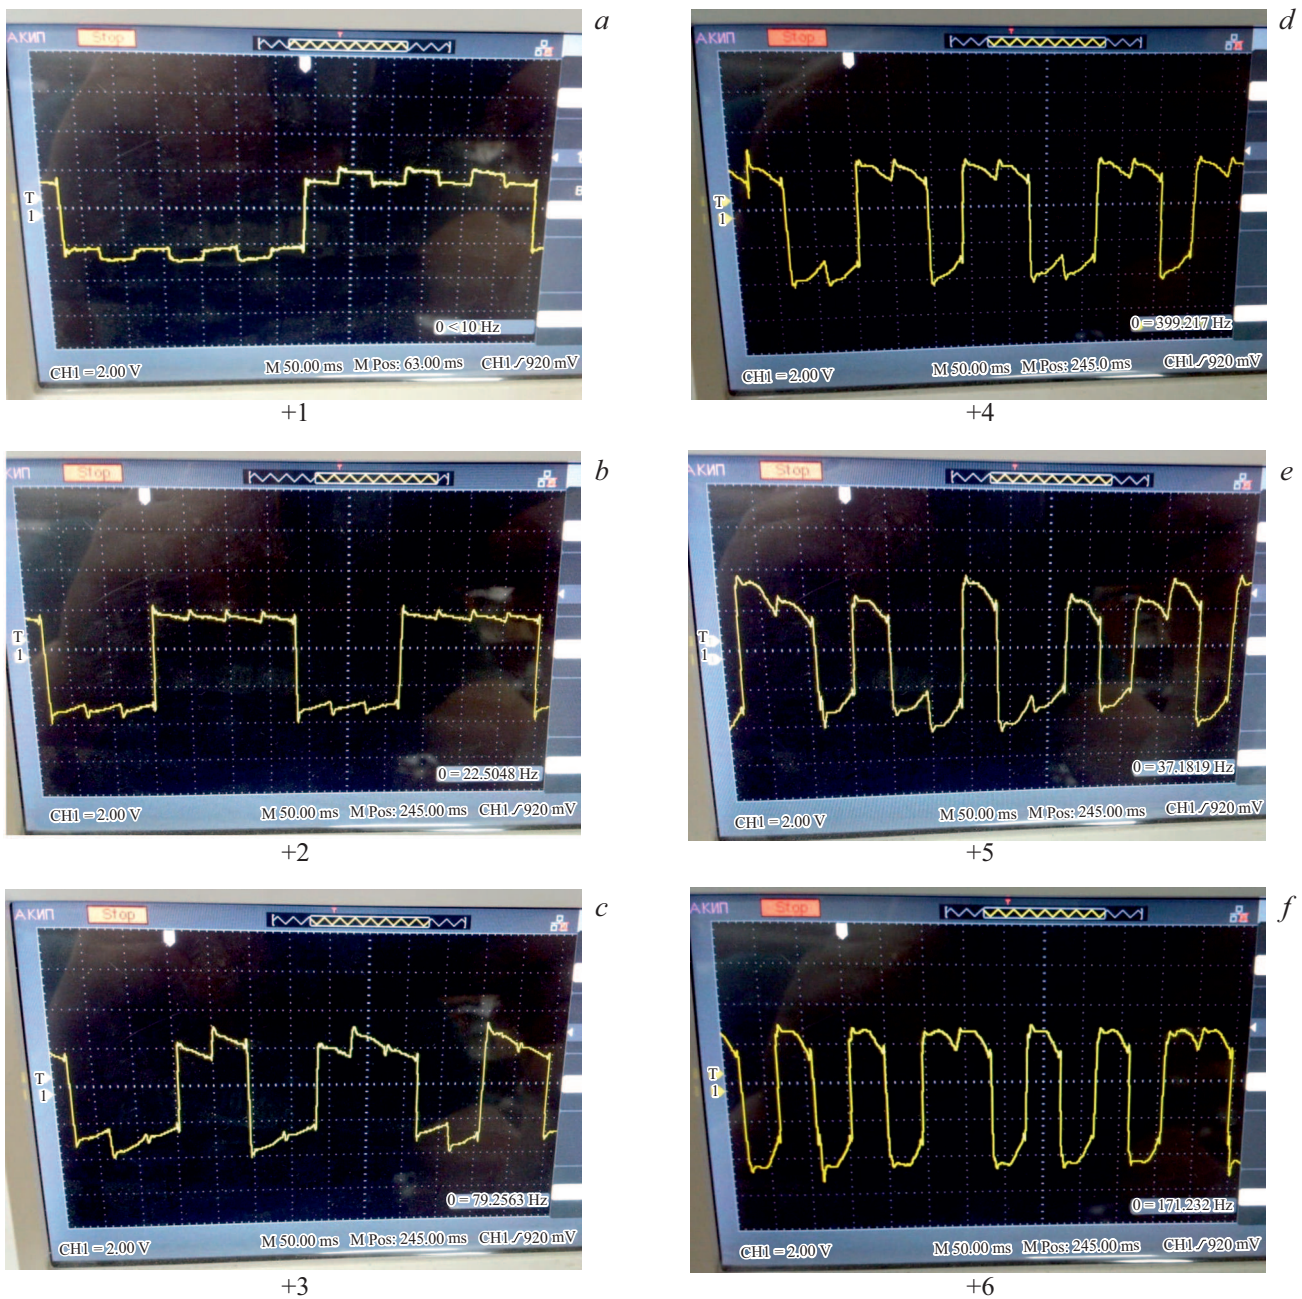 a
АКИП Stop
T
1
0 < 10 Hz
CH1 = 2.00 V M 50.00 ms M Pos: 63.00 ms CH1 920 mV
+1
b
АКИП Stop
T
1
0 = 22.5048 Hz
CH1 = 2.00 V M 50.00 ms M Pos: 245.00 ms CH1 920 mV
+2
c
АКИП Stop
T
1
0 = 79.2563 Hz
CH1 = 2.00 V M 50.00 ms M Pos: 245.00 ms CH1 920 mV
+3
d
АКИП Stop
T
1
0 = 399.217 Hz
CH1 = 2.00 V M 50.00 ms M Pos: 245.0 ms CH1 920 mV
+4
e
АКИП Stop
T
1
0 = 37.1819 Hz
CH1 = 2.00 V M 50.00 ms M Pos: 245.00 ms CH1 920 mV
+5
f
АКИП Stop
T
1
0 = 171.232 Hz
CH1 = 2.00 V M 50.00 ms M Pos: 245.00 ms CH1 920 mV
+6